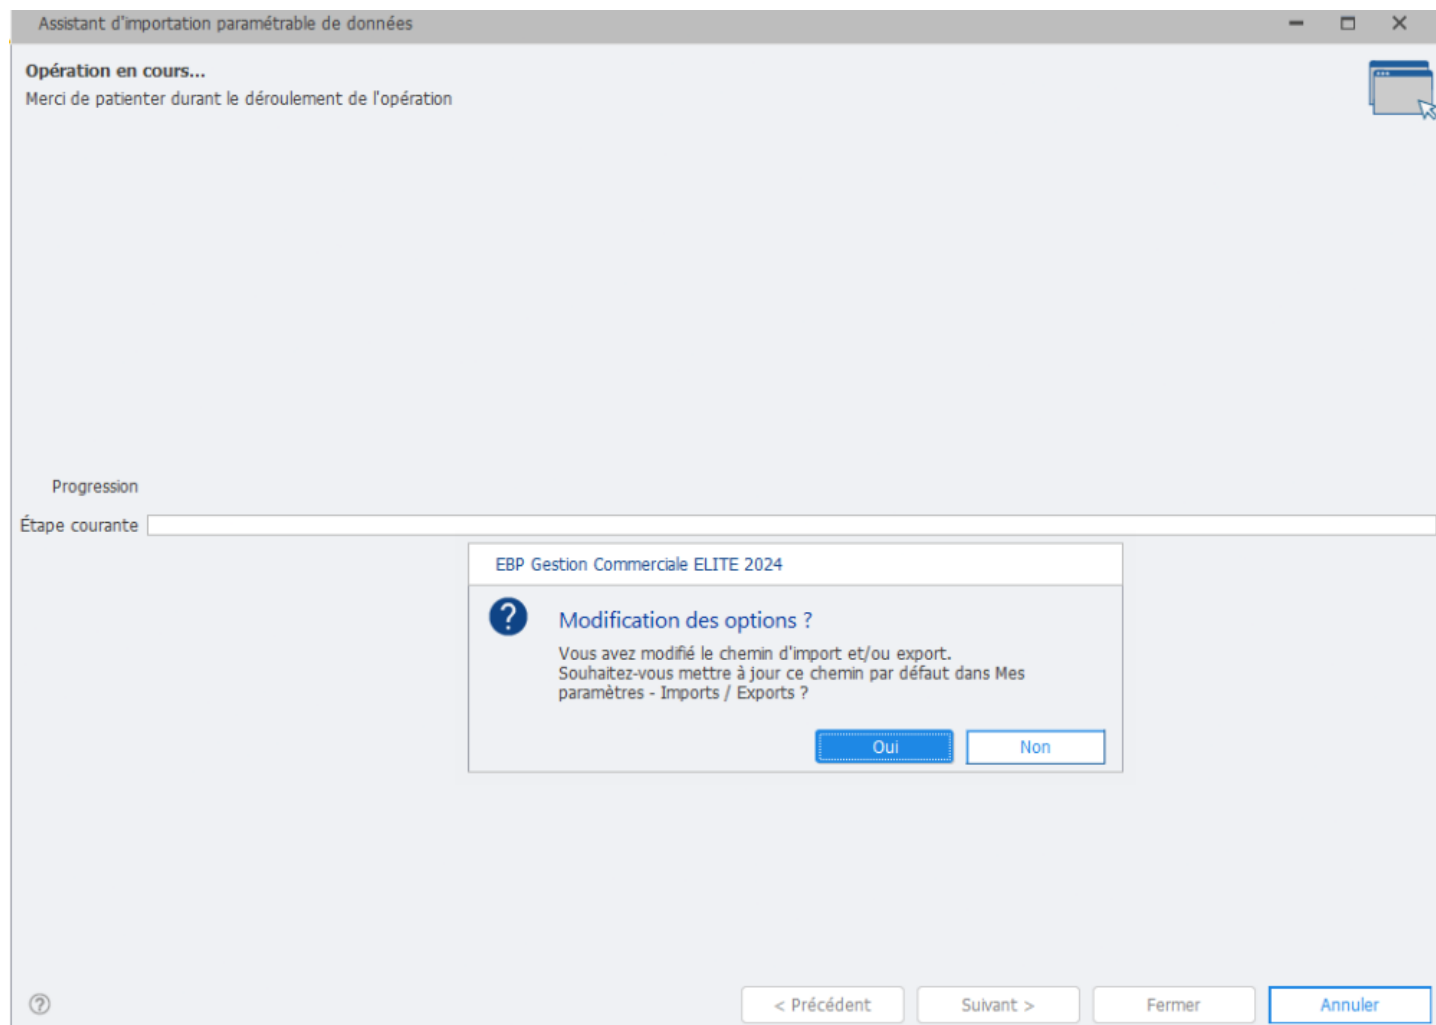 Assistant d'importation paramétrable de données
Opération en cours...
Merci de patienter durant le déroulement de l'opération
Progression
Étape courante
EBP Gestion Commerciale ELITE 2024
?
Modification des options ?
Vous avez modifié le chemin d'import et/ou export.
Souhaitez-vous mettre à jour ce chemin par défaut dans Mes
paramètres - Imports / Exports ?
Oui
Non
?
< Précédent
Suivant >
Fermer
Annuler